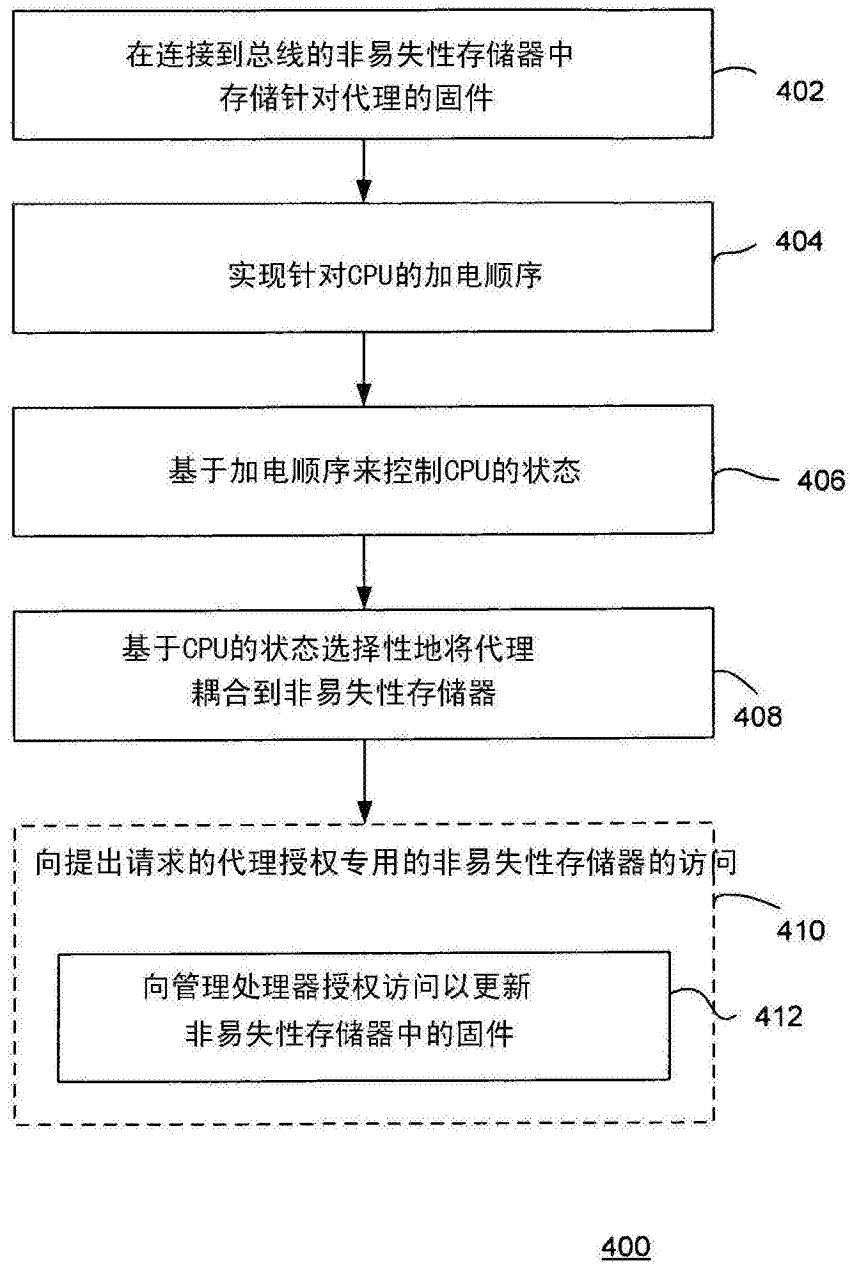 在连接到总线的非易失性存储器中
存储针对代理的固件
402
实现针对CPU的加电顺序
404
基于加电顺序来控制CPU的状态
406
基于CPU的状态选择性地将代理
耦合到非易失性存储器
408
向提出请求的代理授权专用的非易失性存储器的访问
410
向管理处理器授权访问以更新
非易失性存储器中的固件
412
400